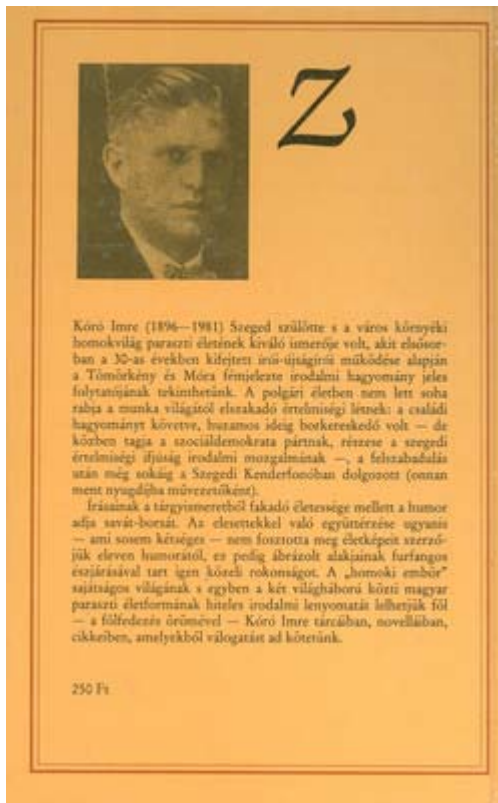 Z
Kóró Imre (1896—1981) Szeged szülötte s a város környéki
homokvilág paraszti életének kiváló ismerője volt, akit elsősor-
ban a 30-as években kifejtett írói-újságírói működése alapján
a Tömörkény és Móra fémjelezte irodalmi hagyomány jeles
folytatójának tekinthetünk. A polgári életben nem lett soha
rabja a munka világától elszakadó értelmiségi létnek: a családi
hagyományt követve, huzamos ideig borkereskedő volt — de
közben tagja a szociáldemokrata pártnak, részese a szegedi
értelmiségi ifjúság irodalmi mozgalmának —, a felszabadulás
után még sokáig a Szegedi Kenderfonóban dolgozott (onnan
ment nyugdíjba művezetőként).
Írásainak a tárgyismeretből fakadó életessége mellett a humor
adja savát-borsát. Az elesettekkel való együttérzése ugyanis
— ami sosem kétséges — nem fosztotta meg életképeit szerző-
jük eleven humorától, ez pedig ábrázolt alakjainak furfangos
észjárásával tart igen közeli rokonságot. A „homoki embör"
sajátságos világának s egyben a két világháború közti magyar
paraszti életformának hiteles irodalmi lenyomatát lelhetjük föl
— a fölfedezés örömével — Kóró Imre tárcáiban, novelláiban,
cikkeiben, amelyekből válogatást ad kötetünk.
250 Ft